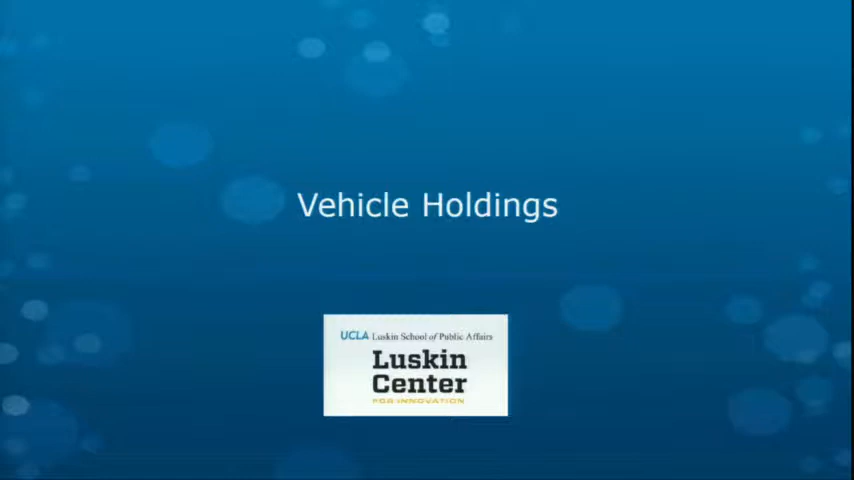 Vehicle Holdings
UCLA Luskin School of Public Affairs
Luskin
Center
FOR INNOVATION